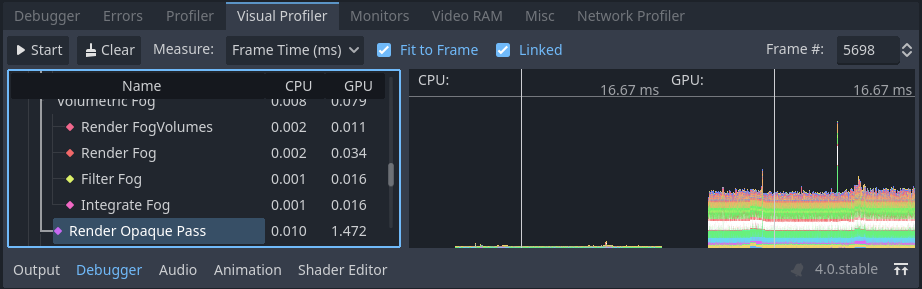 Debugger Errors Profiler Visual Profiler Monitors Video RAM Misc Network Profiler
Start Clear Measure: Frame Time (ms) Fit to Frame Linked Frame #: 5698
Name CPU GPU
Volumetric Fog 0.008 0.079
Render FogVolumes 0.002 0.011
Render Fog 0.002 0.034
Filter Fog 0.001 0.016
Integrate Fog 0.001 0.016
Render Opaque Pass 0.010 1.472
CPU: GPU:
16.67 ms 16.67 ms
Output Debugger Audio Animation Shader Editor 4.0.stable